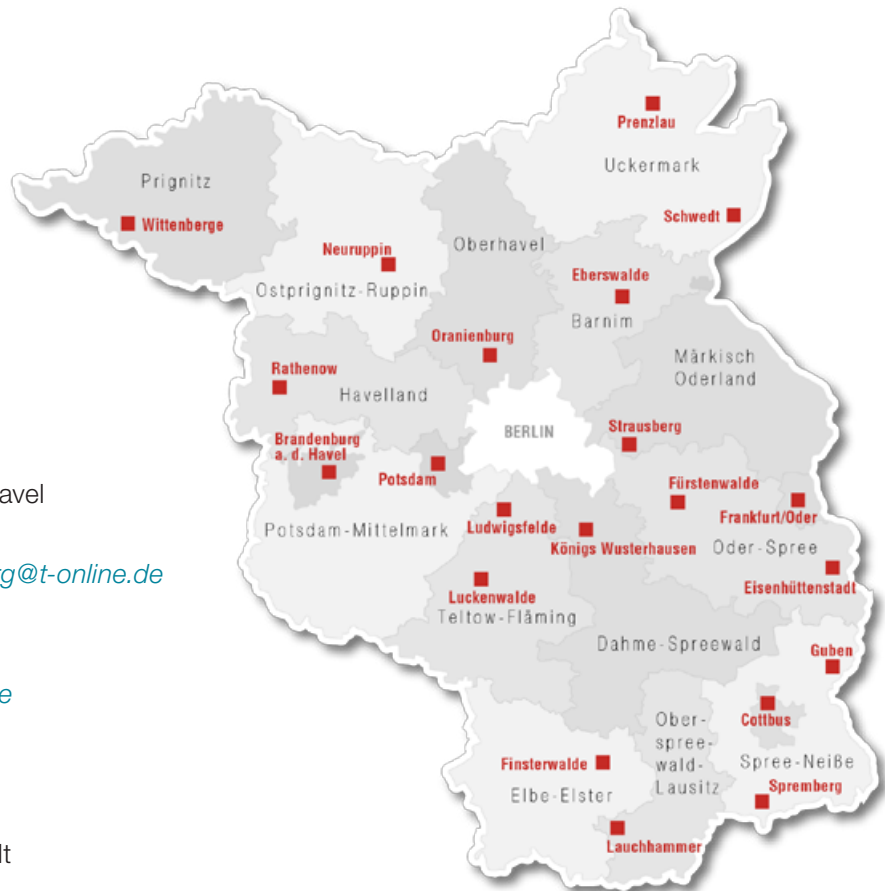 Prenzlau
Uckermark
Prignitz
Schwedt
Wittenberge
Oberhavel
Neuruppin
Eberswalde
Ostprignitz-Ruppin
Barnim
Oranienburg
Märkisch
Oderland
Rathenow
Havelland
Strausberg
BERLIN
Brandenburg
a. d. Havel
Potsdam
Fürstenwalde
avel
Frankfurt/Oder
Potsdam-Mittelmark
Ludwigsfelde
Königs Wusterhausen
Oder-Spree
rg@t-online.de
Eisenhüttenstadt
Luckenwalde
Teltow-Fläming
Dahme-Spreewald
Guben
e
Cottbus
Ober-
spree-
wald-
Lausitz
Spree-Neiße
Finsterwalde
Elbe-Elster
Spremberg
Lauchhammer
lt